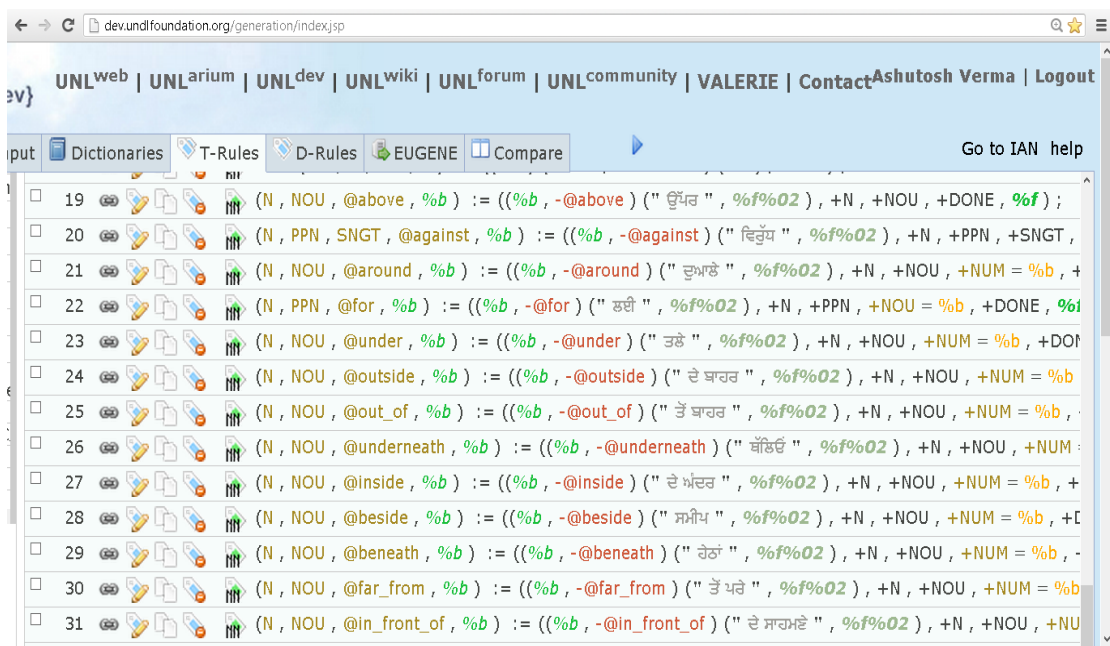 dev.undlfoundation.org/generation/index.jsp
UNLweb | UNLarium | UNLdev | UNLwiki | UNLforum | UNLcommunity | VALERIE | Contact Ashutosh Verma | Logout
ev}
put Dictionaries T-Rules D-Rules EUGENE Compare Go to IAN help
19 (N , NOU , @above , %b ) := ((%b , -@above ) (" ਉੱਪਰ " , %f%02 ) , +N , +NOU , +DONE , %f ) ;
20 (N , PPN , SNGT , @against , %b ) := ((%b , -@against ) (" ਵਿਰੁੱਧ " , %f%02 ) , +N , +PPN , +SNGT ,
21 (N , NOU , @around , %b ) := ((%b , -@around ) (" ਦੁਆਲੇ " , %f%02 ) , +N , +NOU , +NUM = %b , +
22 (N , PPN , @for , %b ) := ((%b , -@for ) (" ਲਈ " , %f%02 ) , +N , +PPN , +NOU = %b , +DONE , %f
23 (N , NOU , @under , %b ) := ((%b , -@under ) (" ਤਲੇ " , %f%02 ) , +N , +NOU , +NUM = %b , +DON
24 (N , NOU , @outside , %b ) := ((%b , -@outside ) (" ਦੇ ਬਾਹਰ " , %f%02 ) , +N , +NOU , +NUM = %b
25 (N , NOU , @out_of , %b ) := ((%b , -@out_of ) (" ਤੋਂ ਬਾਹਰ " , %f%02 ) , +N , +NOU , +NUM = %b ,
26 (N , NOU , @underneath , %b ) := ((%b , -@underneath ) (" ਥੱਲਿਓਂ " , %f%02 ) , +N , +NOU , +NUM
27 (N , NOU , @inside , %b ) := ((%b , -@inside ) (" ਦੇ ਅੰਦਰ " , %f%02 ) , +N , +NOU , +NUM = %b , +
28 (N , NOU , @beside , %b ) := ((%b , -@beside ) (" ਸਮੀਪ " , %f%02 ) , +N , +NOU , +NUM = %b , +D
29 (N , NOU , @beneath , %b ) := ((%b , -@beneath ) (" ਹੇਠਾਂ " , %f%02 ) , +N , +NOU , +NUM = %b , -
30 (N , NOU , @far_from , %b ) := ((%b , -@far_from ) (" ਤੋਂ ਪਰੇ " , %f%02 ) , +N , +NOU , +NUM = %b
31 (N , NOU , @in_front_of , %b ) := ((%b , -@in_front_of ) (" ਦੇ ਸਾਹਮਣੇ " , %f%02 ) , +N , +NOU , +NU